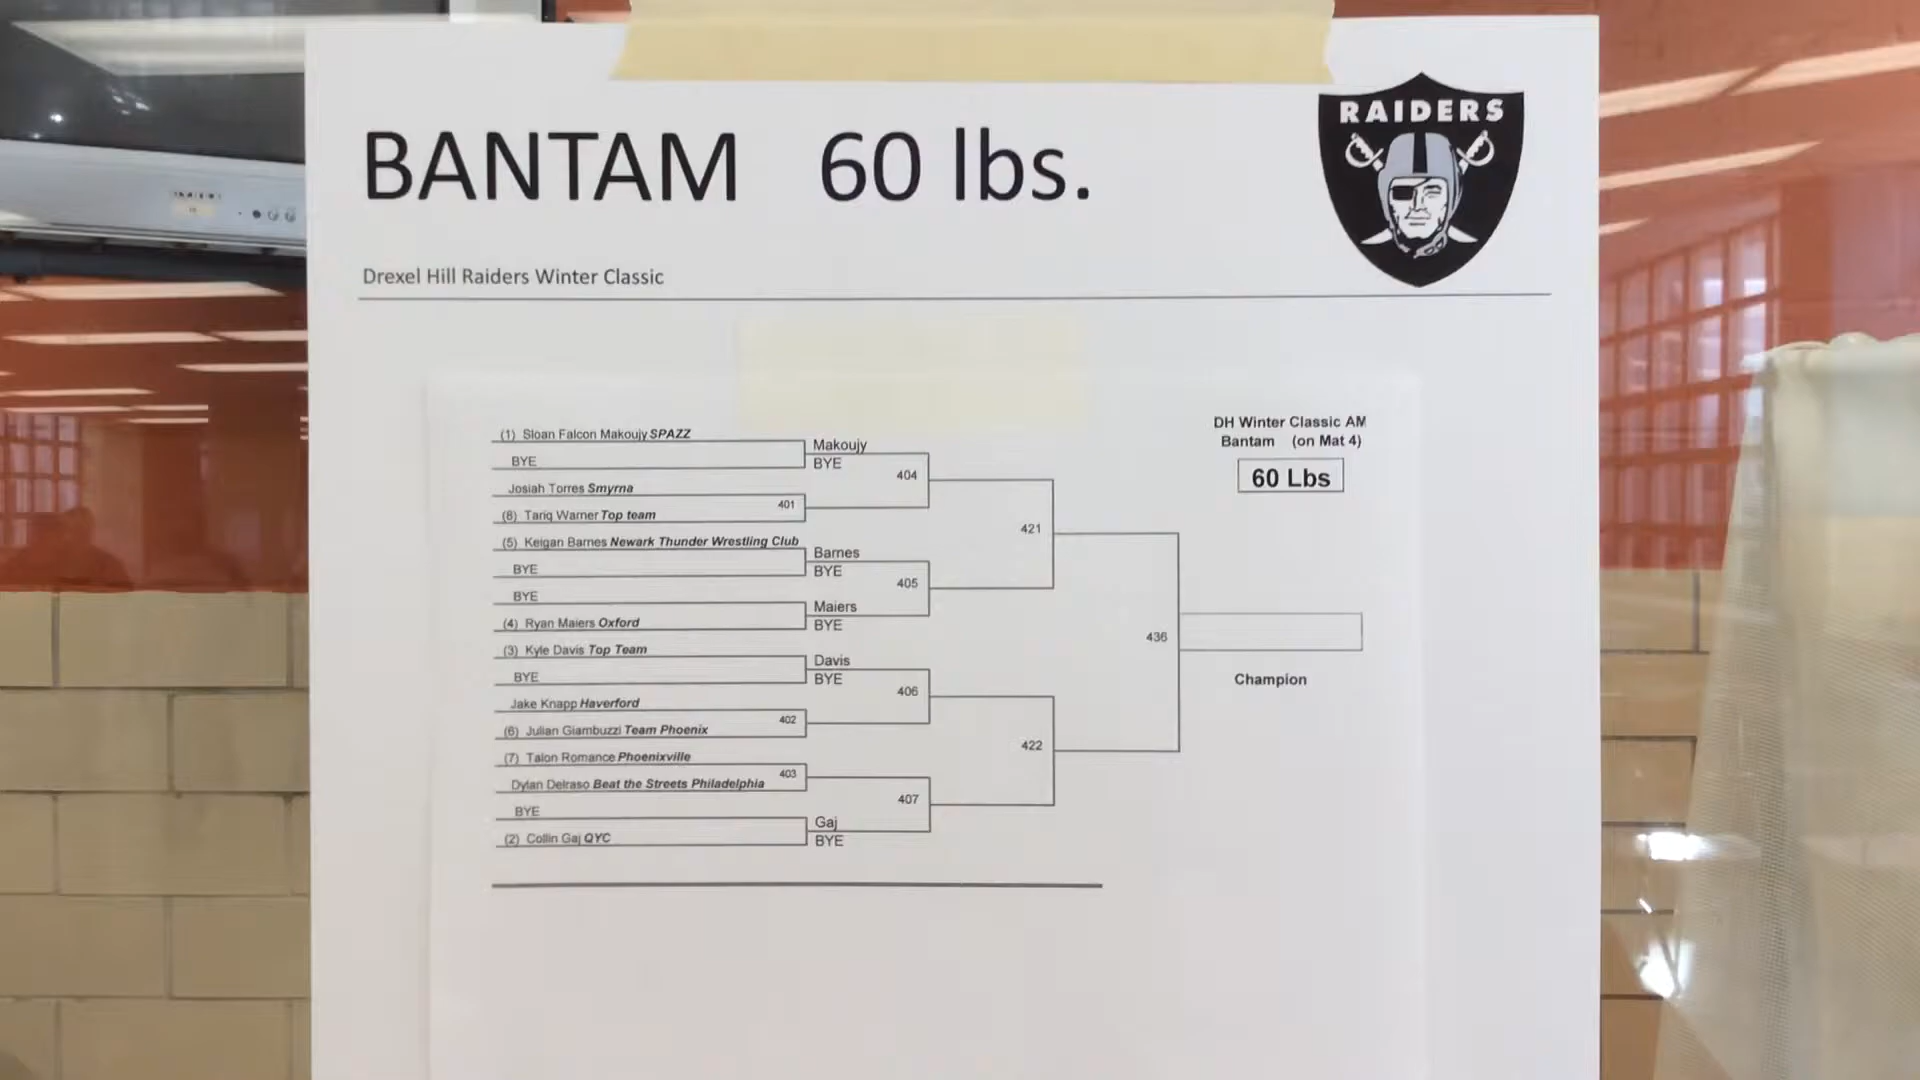 RAIDERS
BANTAM 60 lbs.
Drexel Hill Raiders Winter Classic
DH Winter Classic AM
Bantam (on Mat 4)
60 Lbs
(1) Sloan Falcon Makoujy SPAZZ
Makoujy
BYE
BYE
404
Josiah Torres Smyrna
401
(8) Tariq Warner Top team
421
(5) Keigan Barnes Newark Thunder Wrestling Club
Barnes
BYE
BYE
405
BYE
Maiers
(4) Ryan Maiers Oxford
BYE
436
(3) Kyle Davis Top Team
Davis
BYE
BYE
Champion
406
Jake Knapp Haverford
402
(6) Julian Giambuzzi Team Phoenix
422
(7) Talon Romance Phoenixville
403
Dylan Delraso Beat the Streets Philadelphia
407
BYE
Gaj
(2) Collin Gaj QYC
BYE